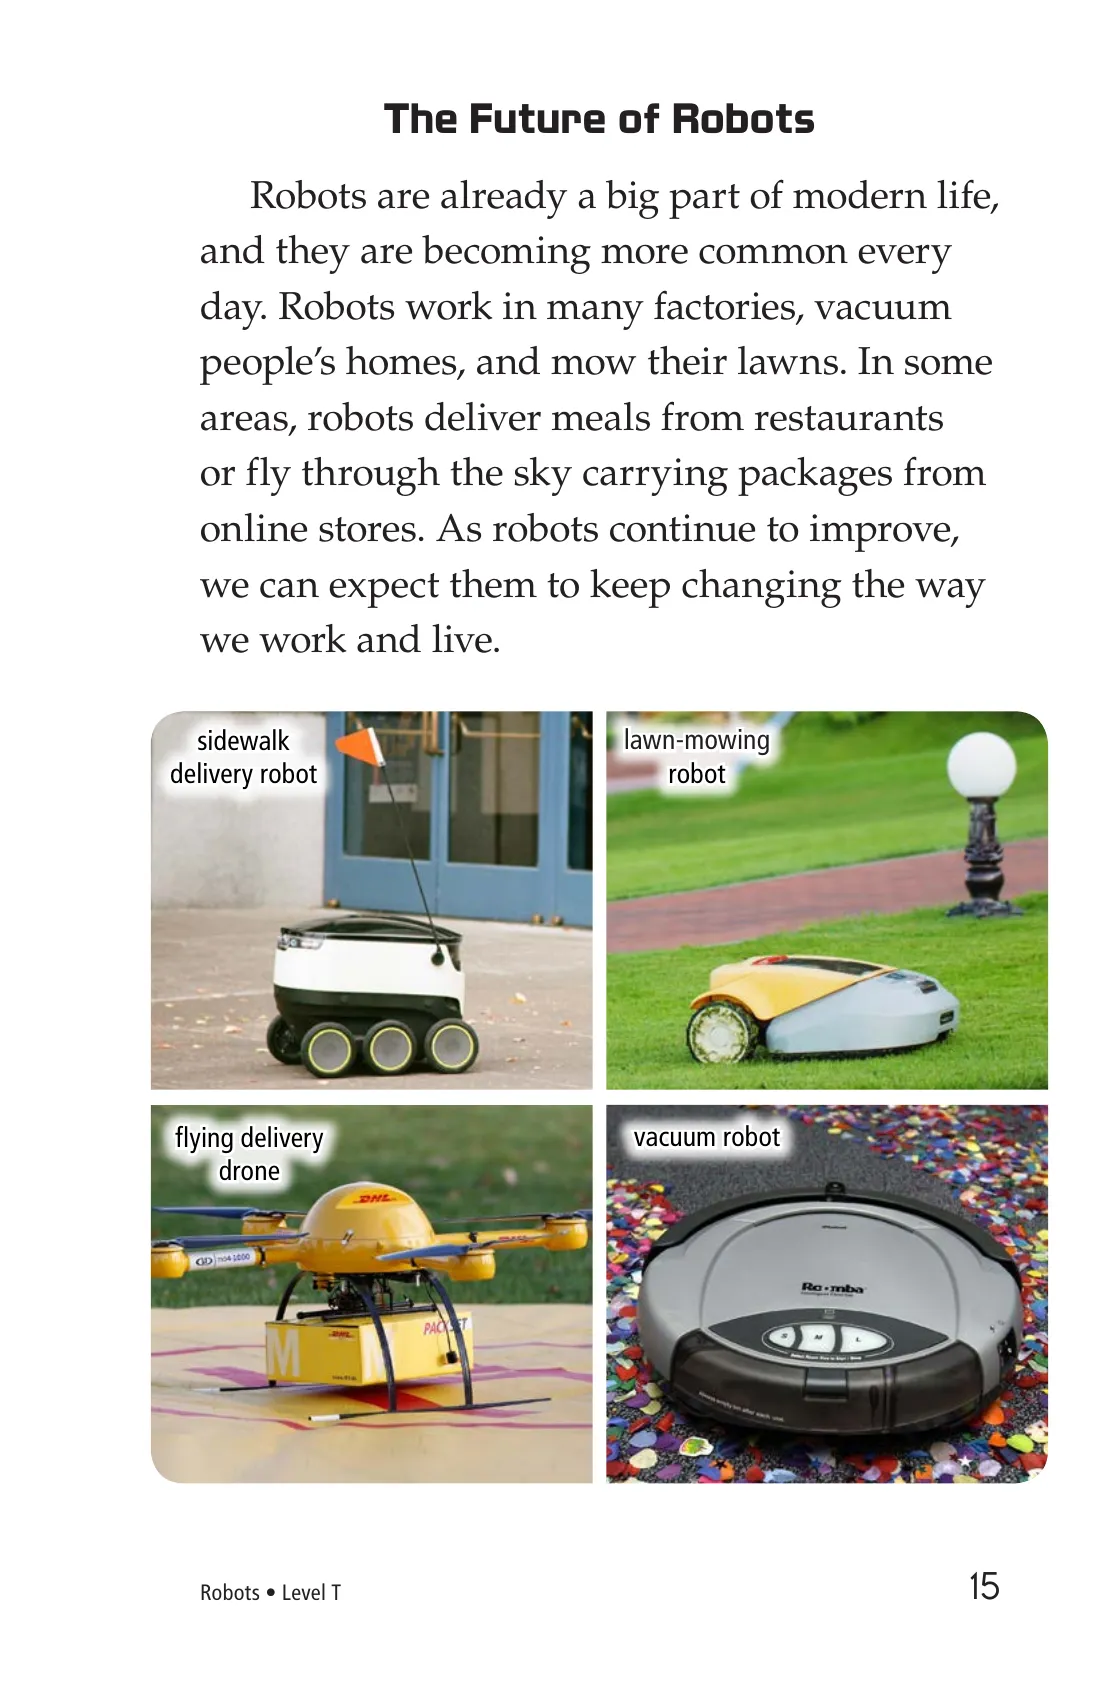 The Future of Robots
Robots are already a big part of modern life,
and they are becoming more common every
day. Robots work in many factories, vacuum
people’s homes, and mow their lawns. In some
areas, robots deliver meals from restaurants
or fly through the sky carrying packages from
online stores. As robots continue to improve,
we can expect them to keep changing the way
we work and live.
sidewalk
delivery robot
lawn-mowing
robot
flying delivery
drone
DHL
DHL
M
vacuum robot
S M L
Robots • Level T
15